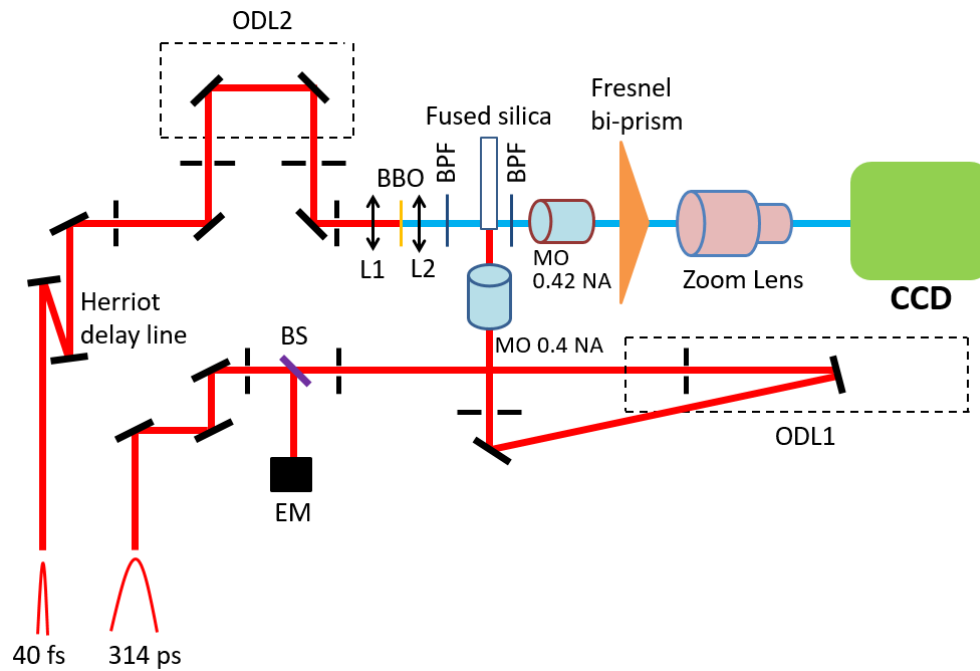 ODL2
Fused silica
Fresnel
bi-prism
BPF
BPF
BBO
L1
L2
MO
0.42 NA
Zoom Lens
CCD
Herriot
delay line
BS
MO 0.4 NA
ODL1
EM
40 fs
314 ps